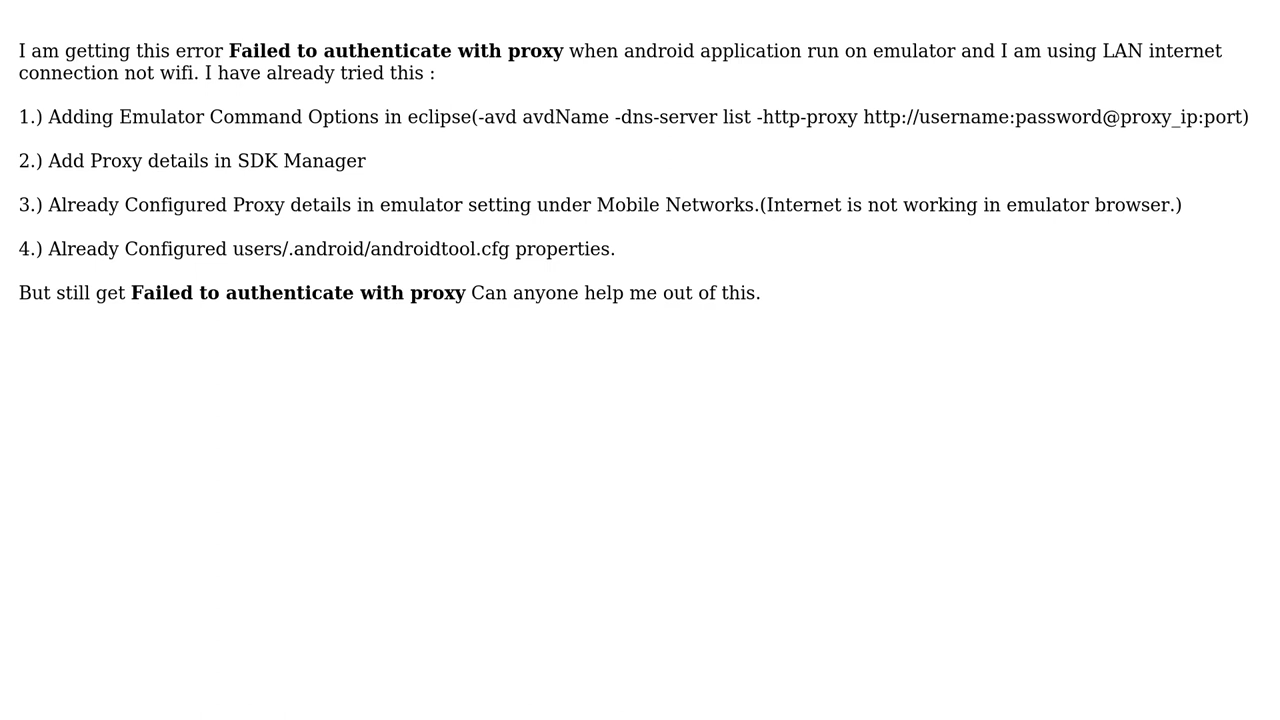 I am getting this error Failed to authenticate with proxy when android application run on emulator and I am using LAN internet
connection not wifi. I have already tried this :
1.) Adding Emulator Command Options in eclipse(-avd avdName -dns-server list -http-proxy http://username:password@proxy_ip:port)
2.) Add Proxy details in SDK Manager
3.) Already Configured Proxy details in emulator setting under Mobile Networks.(Internet is not working in emulator browser.)
4.) Already Configured users/.android/androidtool.cfg properties.
But still get Failed to authenticate with proxy Can anyone help me out of this.